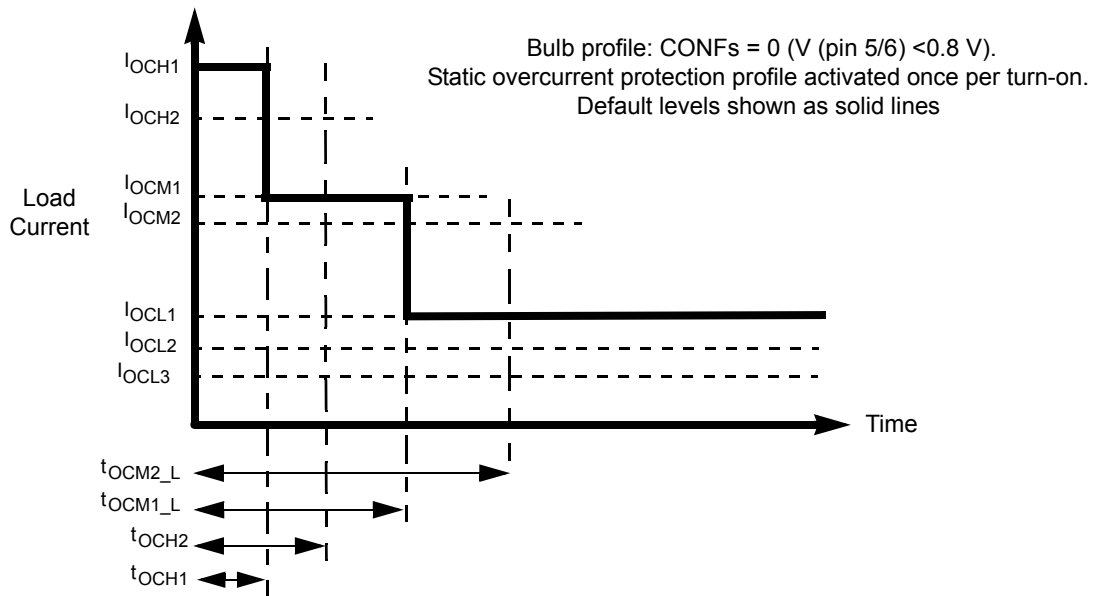 Bulb profile: CONFs = 0 (V (pin 5/6) <0.8 V).
Static overcurrent protection profile activated once per turn-on.
Default levels shown as solid lines
IOCH1
IOCH2
IOCM1
IOCM2
Load
Current
IOCL1
IOCL2
IOCL3
Time
tOCM2_L
tOCM1_L
tOCH2
tOCH1